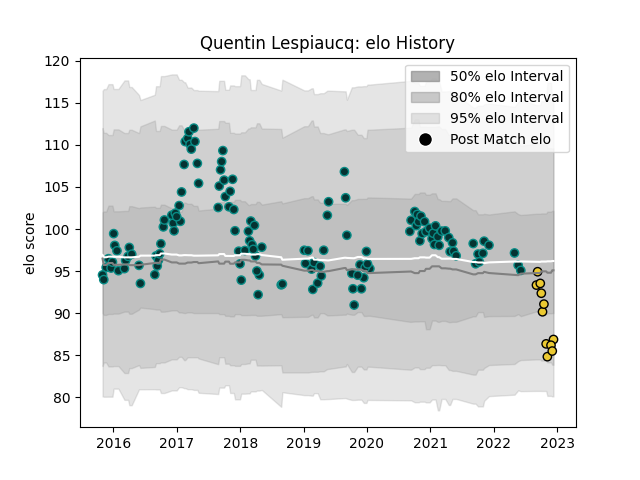 Quentin Lespiaucq: elo History
50% elo Interval
80% elo Interval
95% elo Interval
Post Match elo
elo score
120
115
110
105
100
95
90
85
80
2016
2017
2018
2019
2020
2021
2022
2023